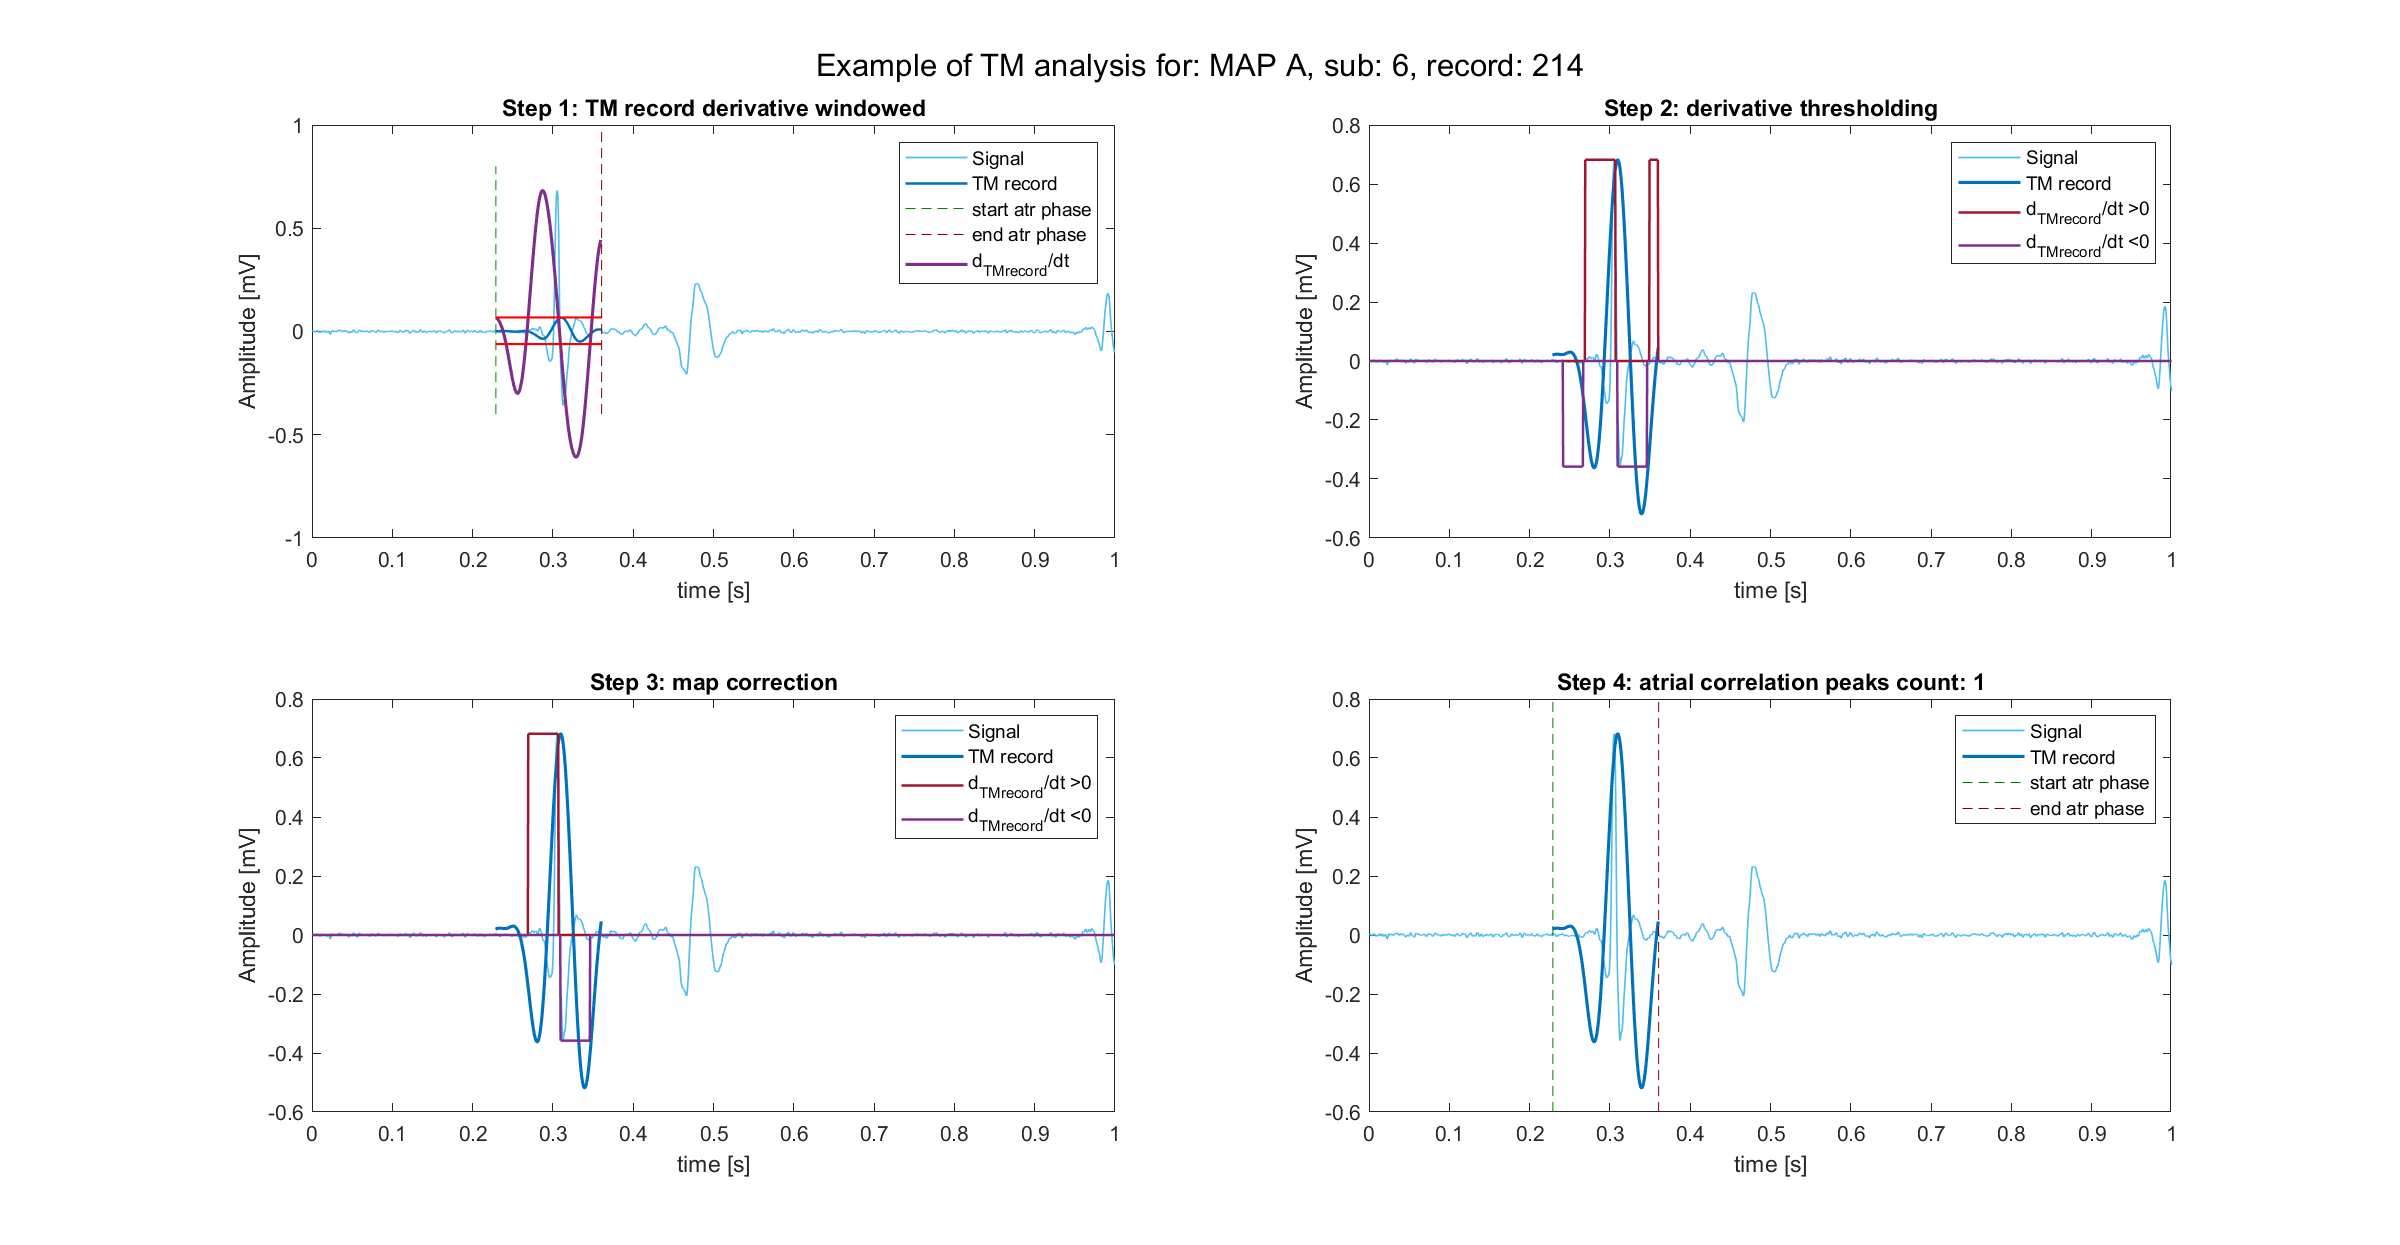 Example of TM analysis for: MAP A, sub: 6, record: 214
Step 1: TM record derivative windowed
Amplitude [mV]
1
0.5
0
-0.5
-1
0 0.1 0.2 0.3 0.4 0.5 0.6 0.7 0.8 0.9 1
time [s]
Signal
TM record
start atr phase
end atr phase
dTMrecord/dt
Step 2: derivative thresholding
Amplitude [mV]
0.8
0.6
0.4
0.2
0
-0.2
-0.4
-0.6
0 0.1 0.2 0.3 0.4 0.5 0.6 0.7 0.8 0.9 1
time [s]
Signal
TM record
dTMrecord/dt >0
dTMrecord/dt <0
Step 3: map correction
Amplitude [mV]
0.8
0.6
0.4
0.2
0
-0.2
-0.4
-0.6
0 0.1 0.2 0.3 0.4 0.5 0.6 0.7 0.8 0.9 1
time [s]
Signal
TM record
dTMrecord/dt >0
dTMrecord/dt <0
Step 4: atrial correlation peaks count: 1
Amplitude [mV]
0.8
0.6
0.4
0.2
0
-0.2
-0.4
-0.6
0 0.1 0.2 0.3 0.4 0.5 0.6 0.7 0.8 0.9 1
time [s]
Signal
TM record
start atr phase
end atr phase